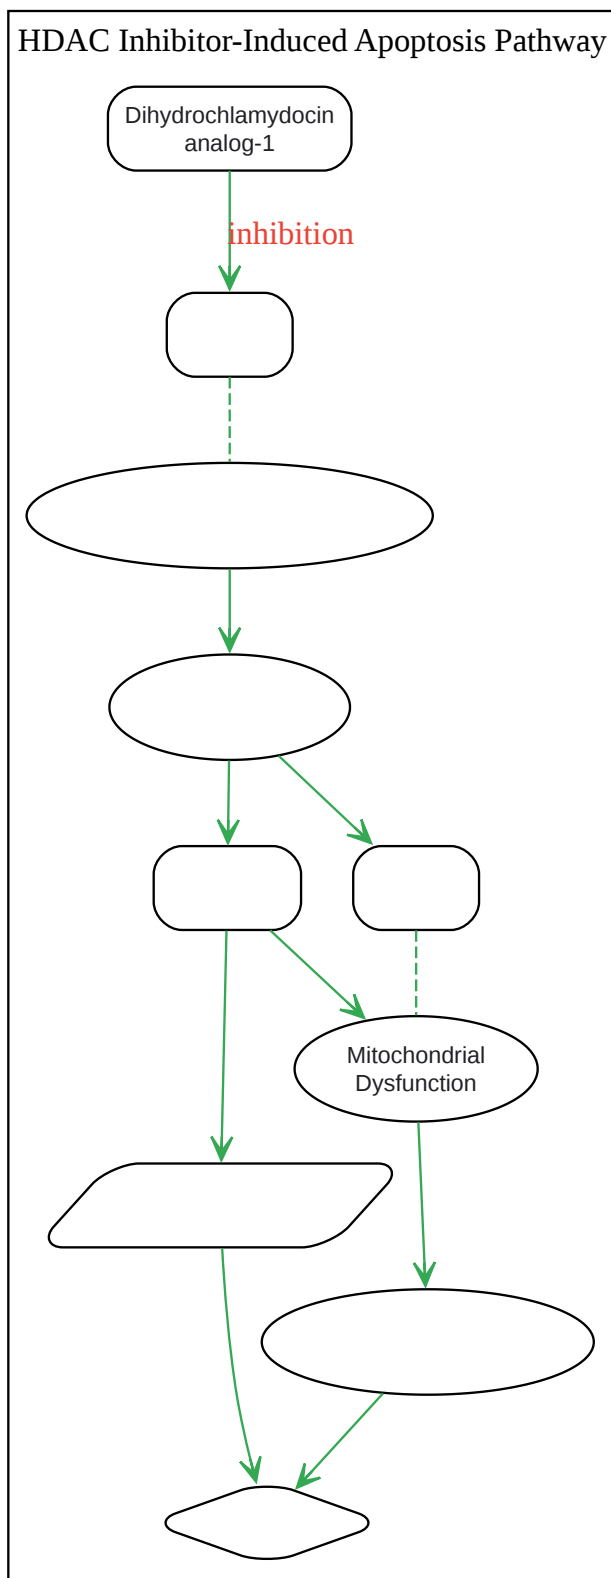 HDAC Inhibitor-Induced Apoptosis Pathway
Dihydrochlamydocin
analog-1
inhibition
Mitochondrial
Dysfunction